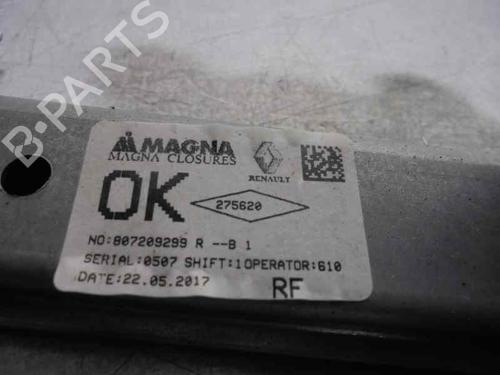 B-PARTS
MAGNA
MAGNA CLOSURES
RENAULT
OK
275620
NO:807209299 R --B 1
SERIAL:0507 SHIFT:1OPERATOR:610
DATE:22.05.2017
RF